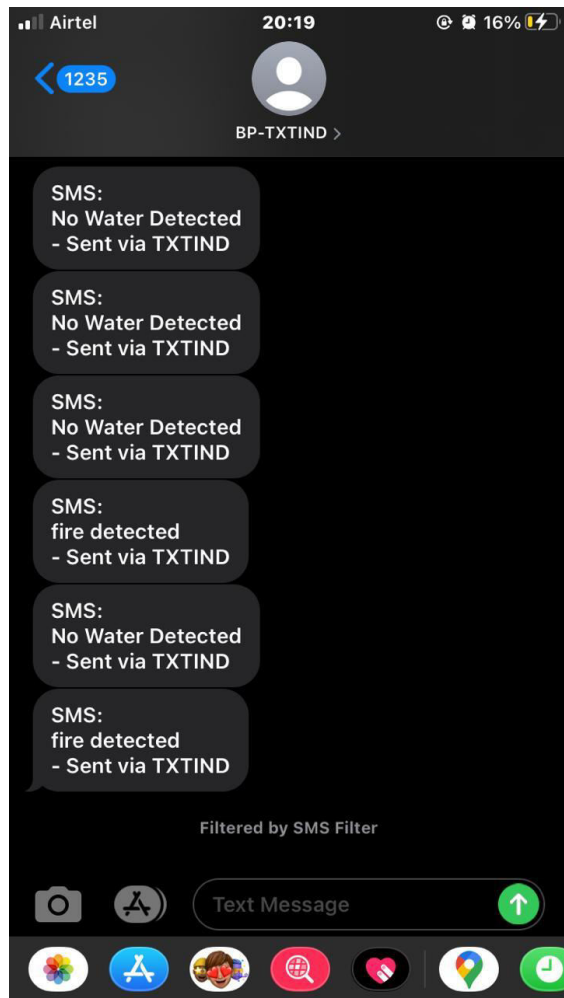 Airtel
20:19
16%
1235
BP-TXTIND >
SMS:
No Water Detected
- Sent via TXTIND
SMS:
No Water Detected
- Sent via TXTIND
SMS:
No Water Detected
- Sent via TXTIND
SMS:
fire detected
- Sent via TXTIND
SMS:
No Water Detected
- Sent via TXTIND
SMS:
fire detected
- Sent via TXTIND
Filtered by SMS Filter
Text Message